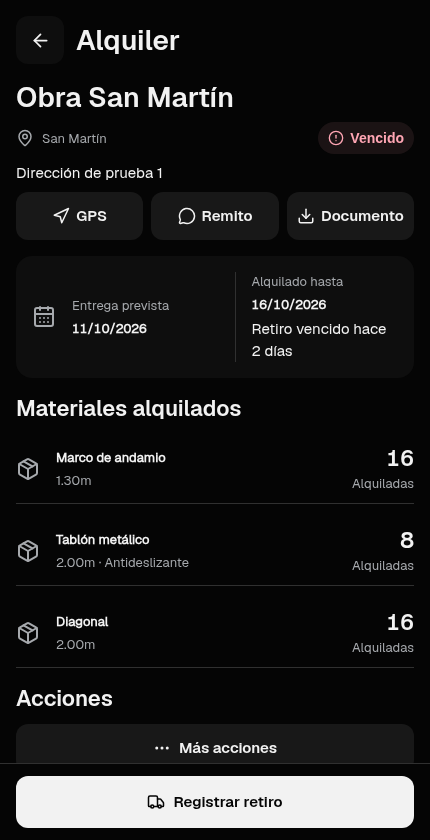 Alquiler
Obra San Martín
San Martín
Vencido
Dirección de prueba 1
GPS
Remito
Documento
Entrega prevista
11/10/2026
Alquilado hasta
16/10/2026
Retiro vencido hace
2 días
Materiales alquilados
Marco de andamio
1.30m
16
Alquiladas
Tablón metálico
2.00m · Antideslizante
8
Alquiladas
Diagonal
2.00m
16
Alquiladas
Acciones
Más acciones
Registrar retiro